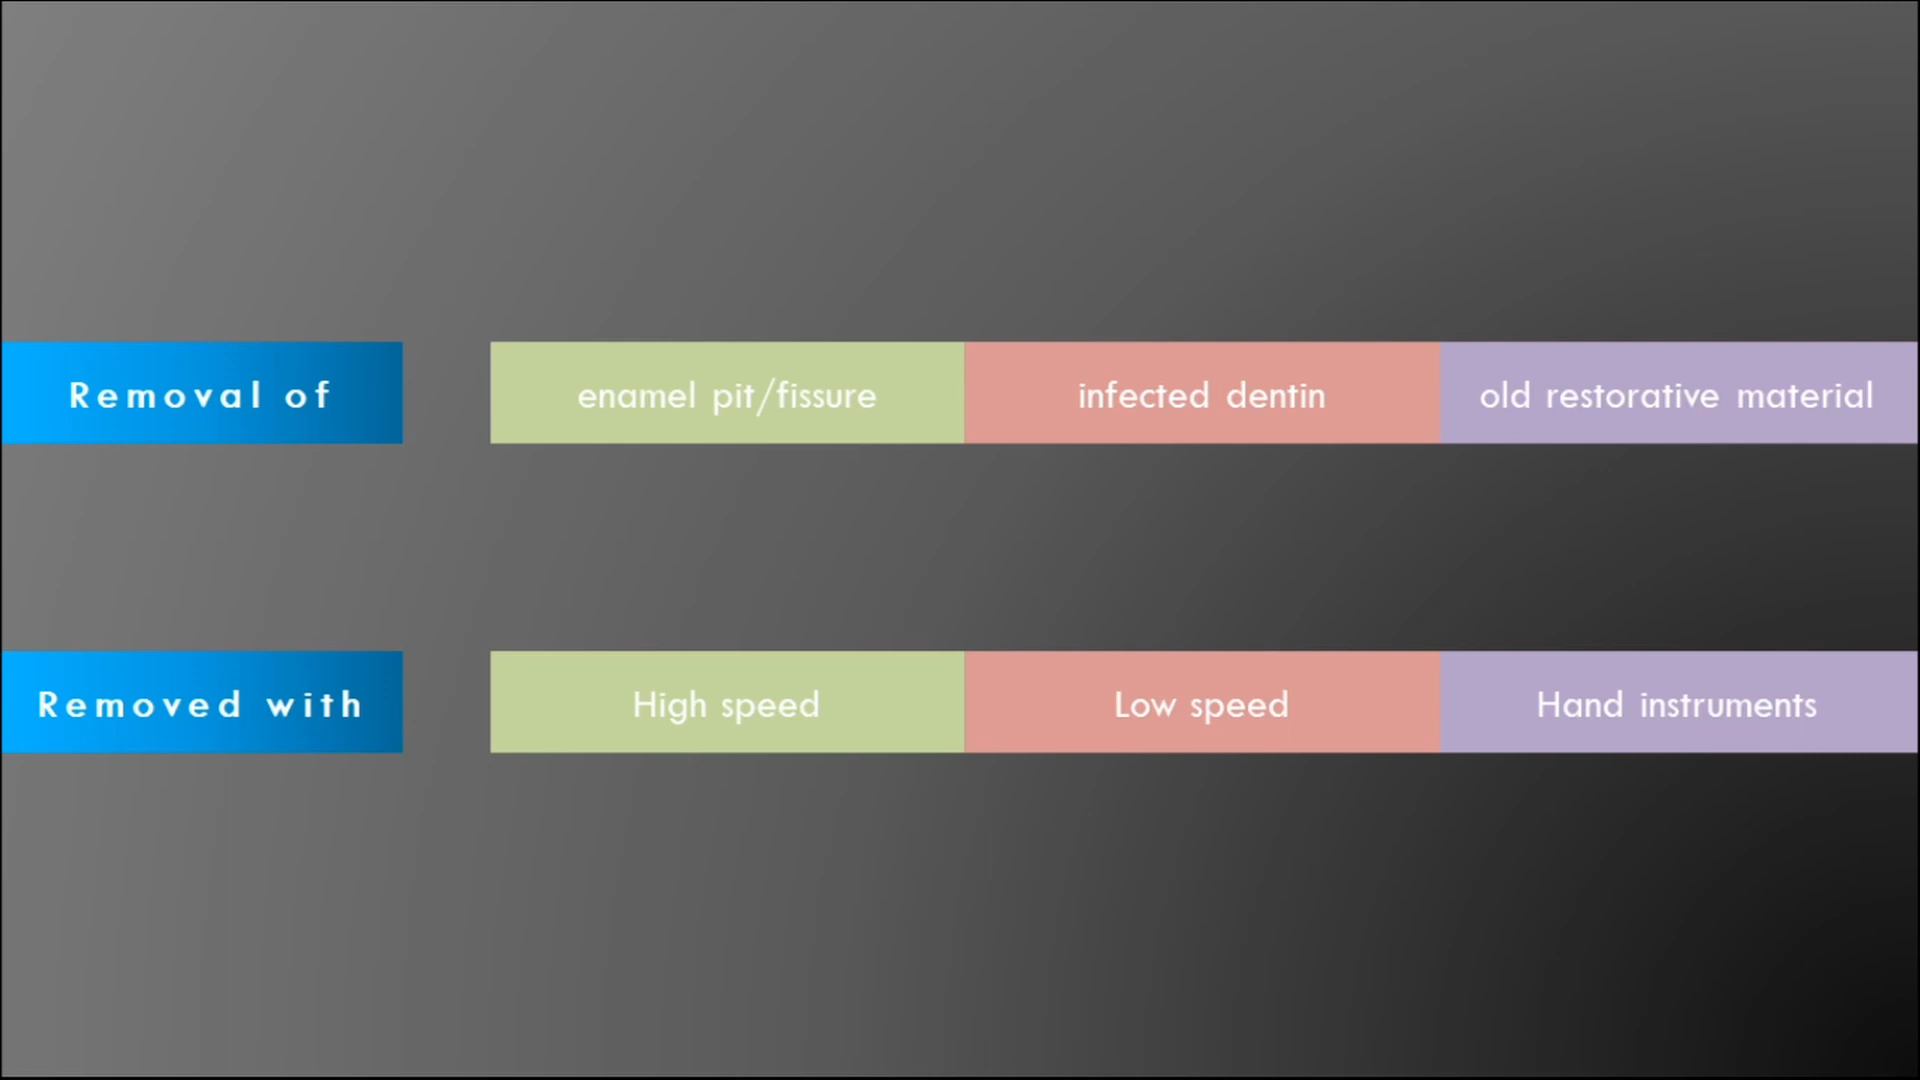 Removal of
enamel pit/fissure
infected dentin
old restorative material
Removed with
High speed
Low speed
Hand instruments